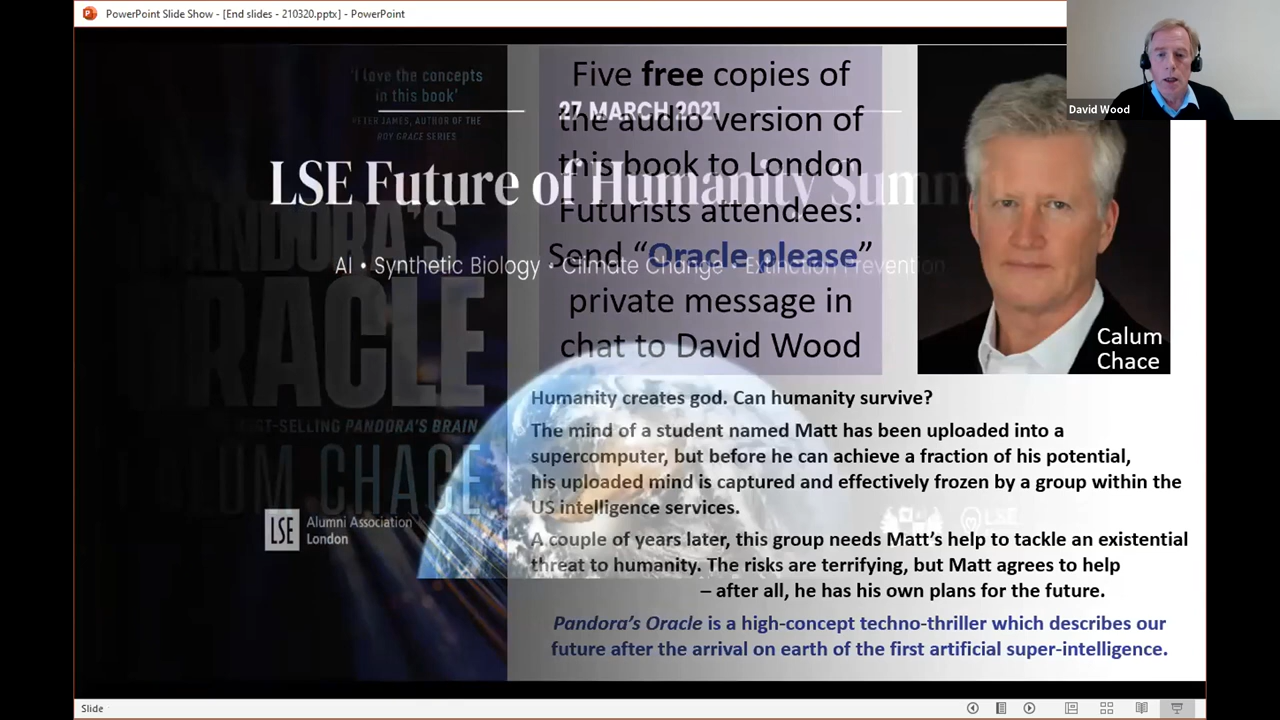 PowerPoint Slide Show - [End slides - 210320.pptx] - PowerPoint
David Wood
'I love the concepts
in this book'
PETER JAMES, AUTHOR OF THE
ROY GRACE SERIES
27 MARCH 2021
LSE Future of Humanity Summ
AI • Synthetic Biology • Climate Change • Extinction Prevention
PANDORA'S
ORACLE
EST-SELLING PANDORA'S BRAIN
CALUM CHACE
LSE Alumni Association
London
Five free copies of
the audio version of
this book to London
Futurists attendees:
Send “Oracle please”
private message in
chat to David Wood
Calum
Chace
Humanity creates god. Can humanity survive?
The mind of a student named Matt has been uploaded into a
supercomputer, but before he can achieve a fraction of his potential,
his uploaded mind is captured and effectively frozen by a group within the
US intelligence services.
A couple of years later, this group needs Matt’s help to tackle an existential
threat to humanity. The risks are terrifying, but Matt agrees to help
– after all, he has his own plans for the future.
Pandora’s Oracle is a high-concept techno-thriller which describes our
future after the arrival on earth of the first artificial super-intelligence.
Slide